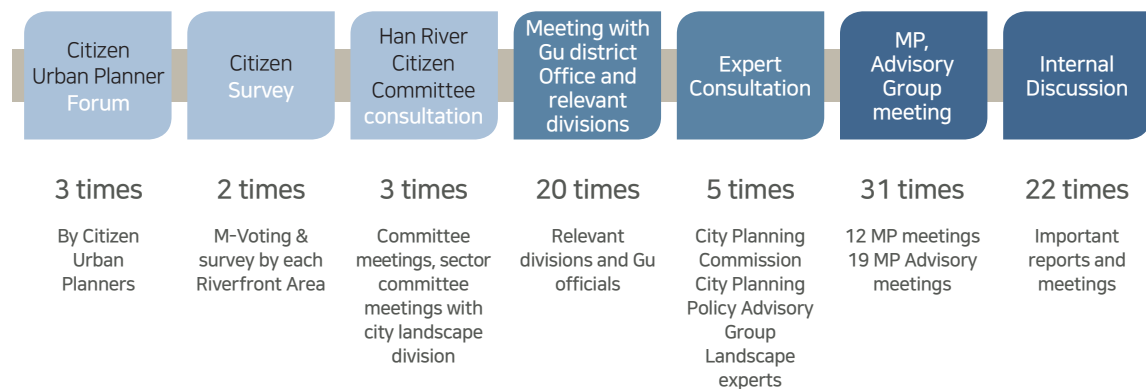 Citizen
Urban Planner
Forum
Citizen
Survey
Han River
Citizen
Committee
consultation
Meeting with
Gu district
Office and
relevant
divisions
Expert
Consultation
MP,
Advisory
Group
meeting
Internal
Discussion
3 times
2 times
3 times
20 times
5 times
31 times
22 times
By Citizen
Urban
Planners
M-Voting &
survey by each
Riverfront Area
Committee
meetings, sector
committee
meetings with
city landscape
division
Relevant
divisions and Gu
officials
City Planning
Commission
City Planning
Policy Advisory
Group
Landscape
experts
12 MP meetings
19 MP Advisory
meetings
Important
reports and
meetings